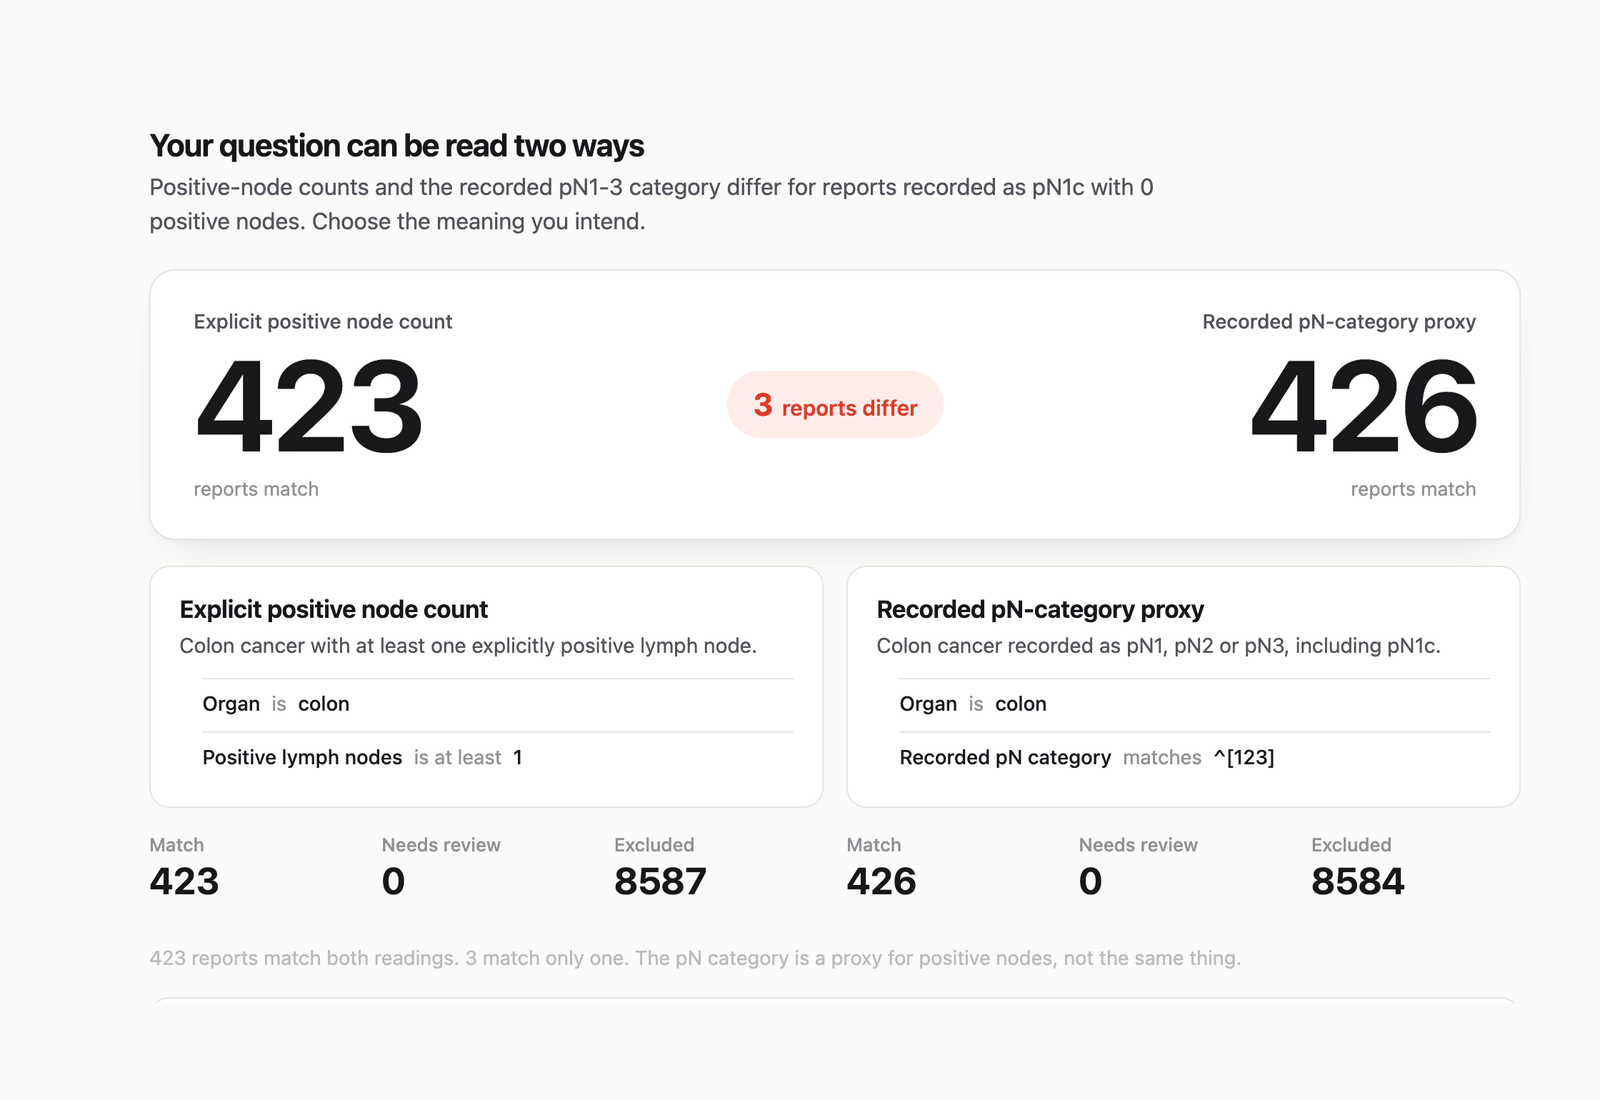 Your question can be read two ways
Positive-node counts and the recorded pN1-3 category differ for reports recorded as pN1c with 0
positive nodes. Choose the meaning you intend.
Explicit positive node count
423
reports match
3 reports differ
Recorded pN-category proxy
426
reports match
Explicit positive node count
Colon cancer with at least one explicitly positive lymph node.
Organ is colon
Positive lymph nodes is at least 1
Recorded pN-category proxy
Colon cancer recorded as pN1, pN2 or pN3, including pN1c.
Organ is colon
Recorded pN category matches ^[123]
Match Needs review Excluded
423 0 8587
Match Needs review Excluded
426 0 8584
423 reports match both readings. 3 match only one. The pN category is a proxy for positive nodes, not the same thing.